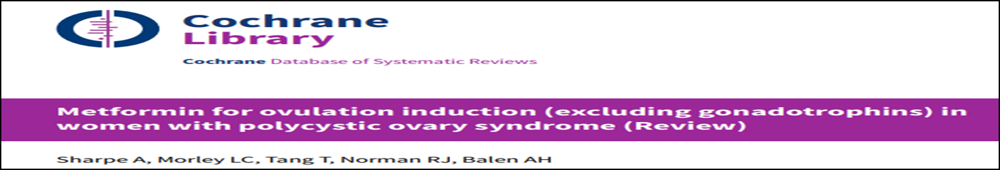 Cochrane
Library
Cochrane Database of Systematic Reviews
Metformin for ovulation induction (excluding gonadotrophins) in
women with polycystic ovary syndrome (Review)
Sharpe A, Morley LC, Tang T, Norman RJ, Balen AH